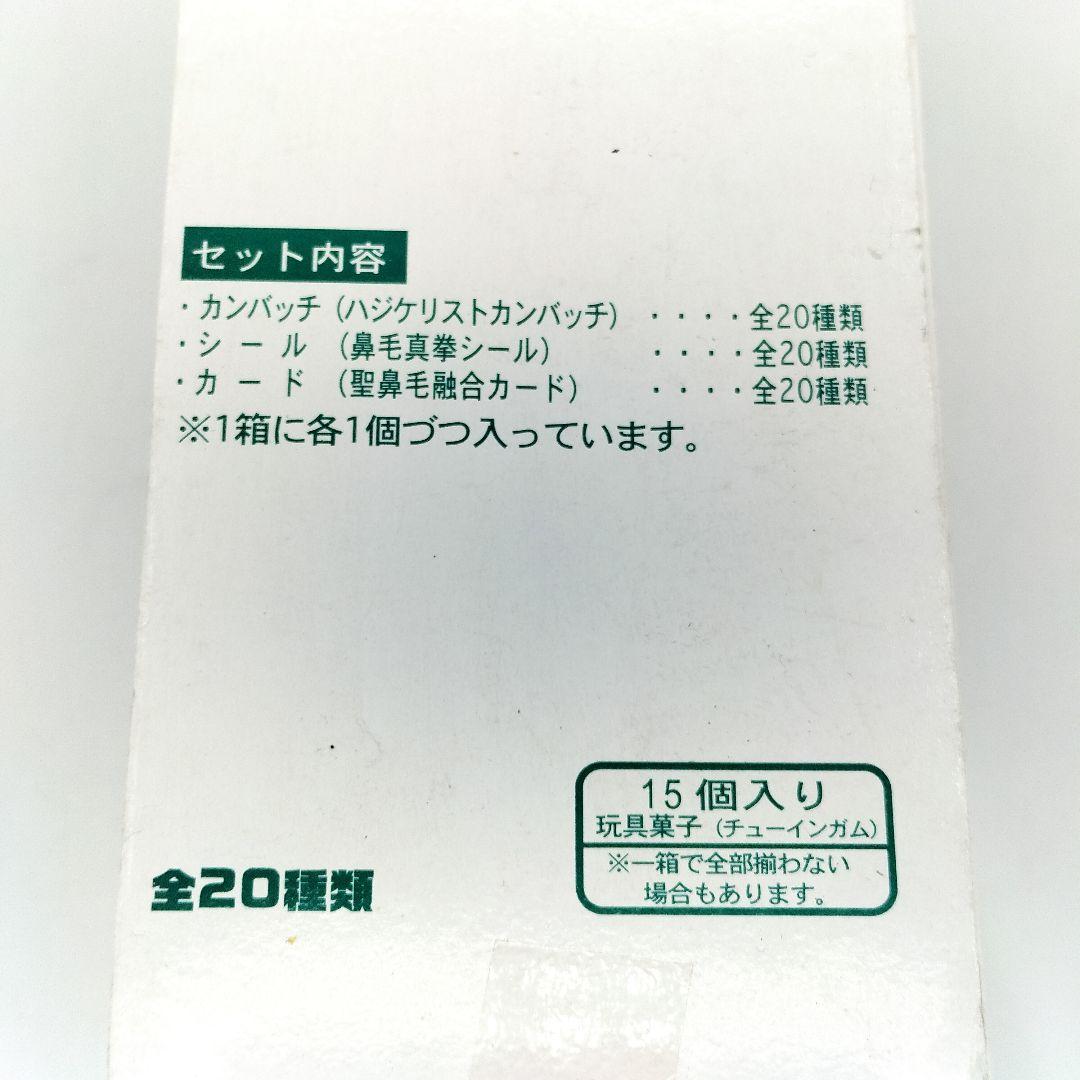 セット内容
・カンバッチ（ハジケリストカンバッチ）・・・・全20種類
・シール（鼻毛真拳シール）・・・・全20種類
・カード（聖鼻毛融合カード）・・・・全20種類
※1箱に各1個づつ入っています。
15個入り
玩具菓子（チューインガム）
※一箱で全部揃わない
場合もあります。
全20種類